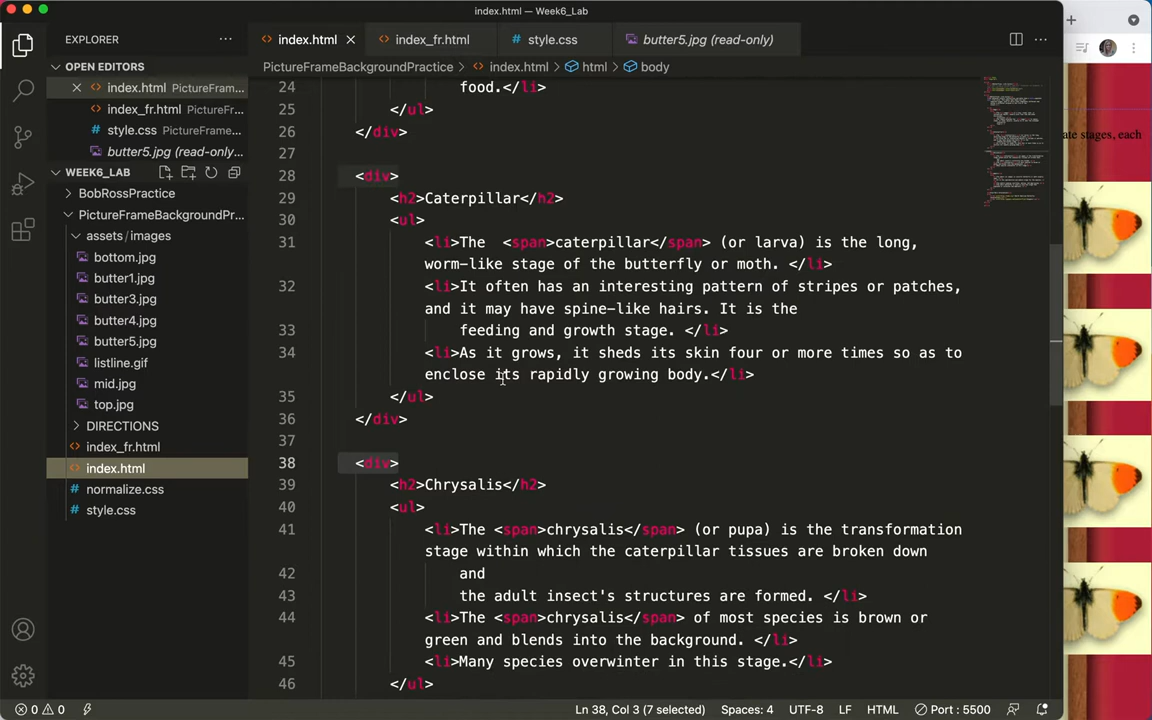 index.html — Week6_Lab
EXPLORER
index.html
index_fr.html
style.css
butter5.jpg (read-only)
OPEN EDITORS
PictureFrameBackgroundPractice > index.html > html > body
index.html PictureFram...
index_fr.html PictureFr...
style.css PictureFrame...
butter5.jpg (read-only...
WEEK6_LAB
BobRossPractice
PictureFrameBackgroundPr...
assets/images
bottom.jpg
butter1.jpg
butter3.jpg
butter4.jpg
butter5.jpg
listline.gif
mid.jpg
top.jpg
DIRECTIONS
index_fr.html
index.html
normalize.css
style.css
24 food.</li>
25 </ul>
26 </div>
27
28 <div>
29 <h2>Caterpillar</h2>
30 <ul>
31 <li>The <span>caterpillar</span> (or larva) is the long,
worm-like stage of the butterfly or moth. </li>
32 <li>It often has an interesting pattern of stripes or patches,
and it may have spine-like hairs. It is the
33 feeding and growth stage. </li>
34 <li>As it grows, it sheds its skin four or more times so as to
enclose its rapidly growing body.</li>
35 </ul>
36 </div>
37
38 <div>
39 <h2>Chrysalis</h2>
40 <ul>
41 <li>The <span>chrysalis</span> (or pupa) is the transformation
stage within which the caterpillar tissues are broken down
42 and
43 the adult insect's structures are formed. </li>
44 <li>The <span>chrysalis</span> of most species is brown or
green and blends into the background. </li>
45 <li>Many species overwinter in this stage.</li>
46 </ul>
ate stages, each
0 0
Ln 38, Col 3 (7 selected) Spaces: 4 UTF-8 LF HTML Port : 5500